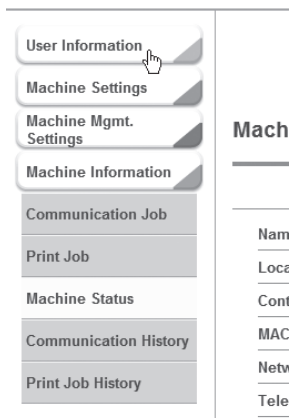 User Information
Machine Settings
Machine Mgmt.
Settings
Machine Information
Communication Job
Print Job
Machine Status
Communication History
Print Job History
Mach
Nam
Loca
Cont
MAC
Netw
Tele